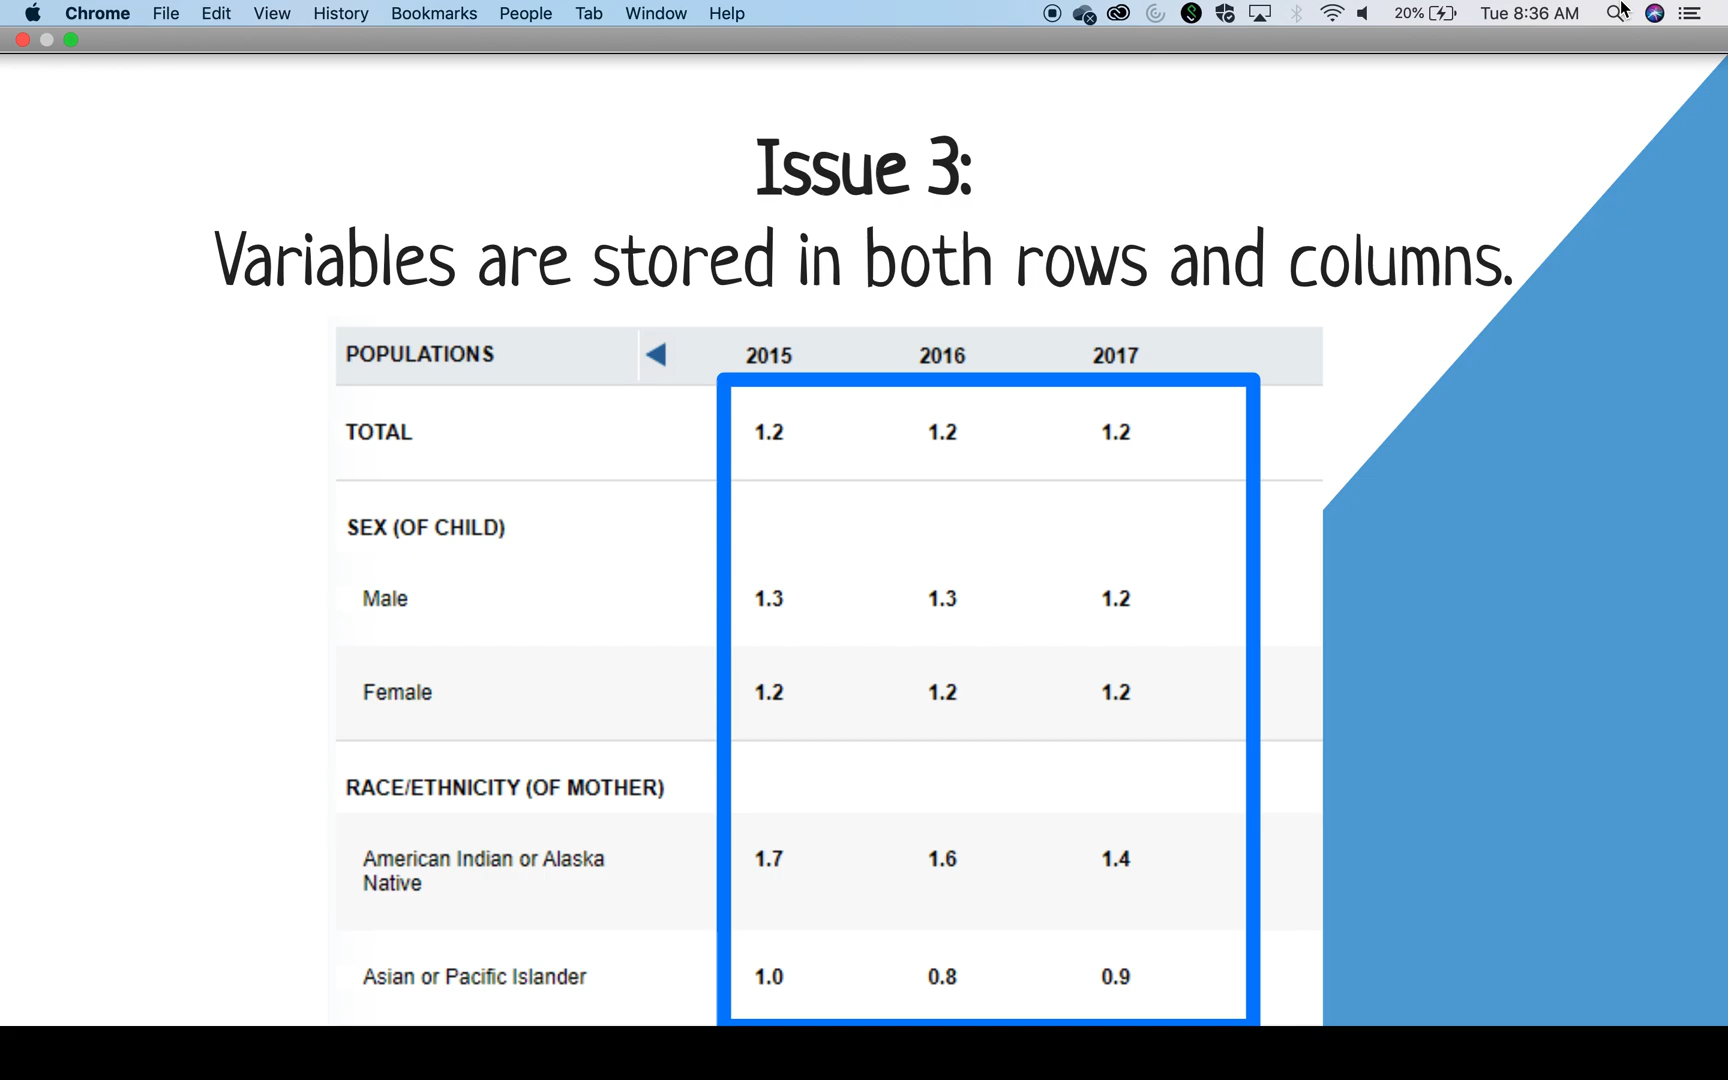 Chrome File Edit View History Bookmarks People Tab Window Help 20% Tue 8:36 AM
Issue 3:
Variables are stored in both rows and columns.
POPULATIONS 2015 2016 2017
TOTAL 1.2 1.2 1.2
SEX (OF CHILD)
Male 1.3 1.3 1.2
Female 1.2 1.2 1.2
RACE/ETHNICITY (OF MOTHER)
American Indian or Alaska 1.7 1.6 1.4
Native
Asian or Pacific Islander 1.0 0.8 0.9